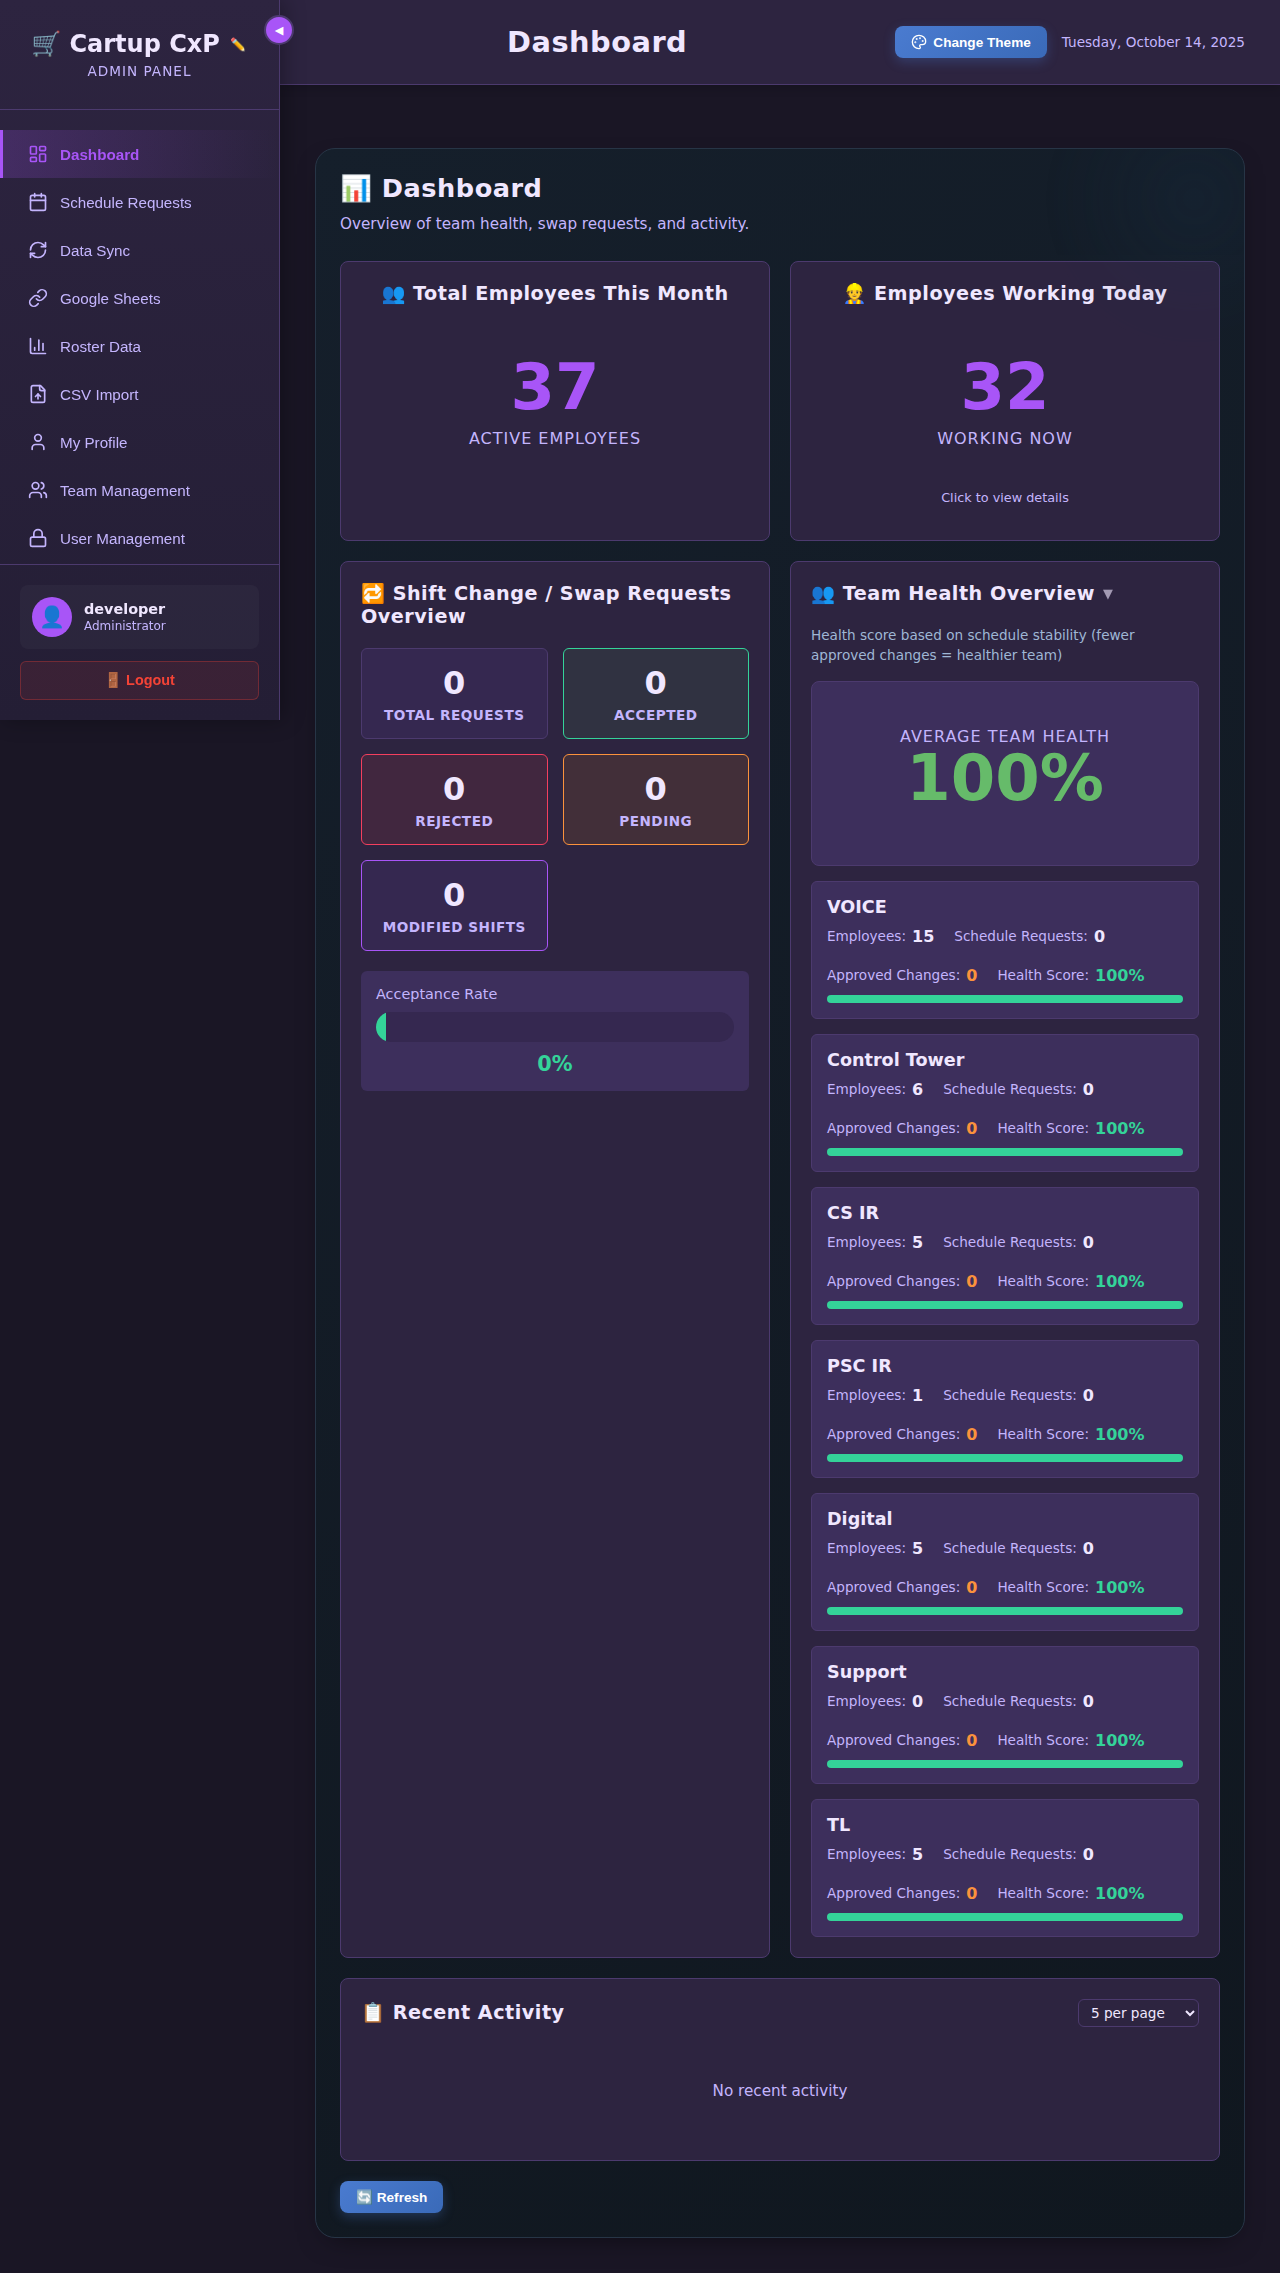 🛒 Cartup CxP ✏️
ADMIN PANEL
◀
Dashboard
Schedule Requests
Data Sync
Google Sheets
Roster Data
CSV Import
My Profile
Team Management
User Management
👤 developer
Administrator
🚪 Logout
Dashboard
Change Theme
Tuesday, October 14, 2025
📊 Dashboard
Overview of team health, swap requests, and activity.
👥 Total Employees This Month
37
ACTIVE EMPLOYEES
👷 Employees Working Today
32
WORKING NOW
Click to view details
🔁 Shift Change / Swap Requests
Overview
0
TOTAL REQUESTS
0
ACCEPTED
0
REJECTED
0
PENDING
0
MODIFIED SHIFTS
Acceptance Rate
0%
👥 Team Health Overview ▼
Health score based on schedule stability (fewer
approved changes = healthier team)
AVERAGE TEAM HEALTH
100%
VOICE
Employees: 15 Schedule Requests: 0
Approved Changes: 0 Health Score: 100%
Control Tower
Employees: 6 Schedule Requests: 0
Approved Changes: 0 Health Score: 100%
CS IR
Employees: 5 Schedule Requests: 0
Approved Changes: 0 Health Score: 100%
PSC IR
Employees: 1 Schedule Requests: 0
Approved Changes: 0 Health Score: 100%
Digital
Employees: 5 Schedule Requests: 0
Approved Changes: 0 Health Score: 100%
Support
Employees: 0 Schedule Requests: 0
Approved Changes: 0 Health Score: 100%
TL
Employees: 5 Schedule Requests: 0
Approved Changes: 0 Health Score: 100%
📋 Recent Activity
5 per page
No recent activity
🔄 Refresh